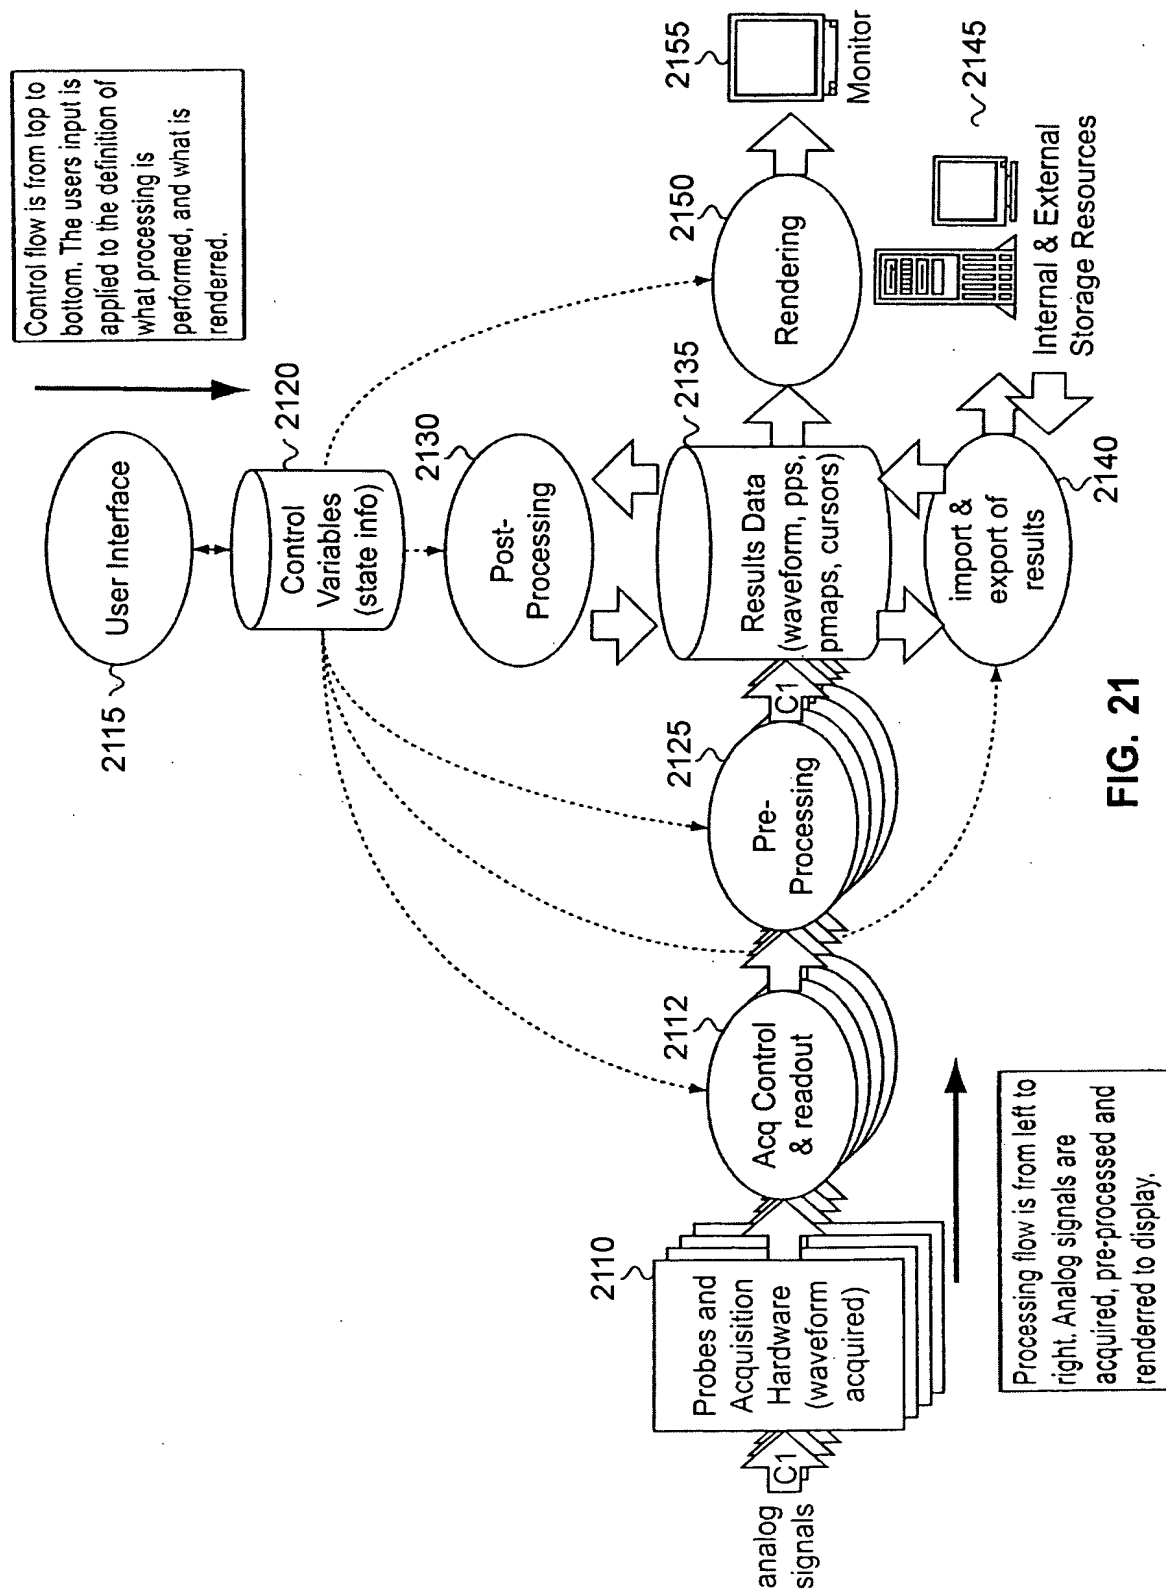 Control flow is from top to
bottom. The users input is
applied to the definition of
what processing is
performed, and what is
renderred.
User Interface
2115
2120
Control
Variables
(state info)
2130
Post-
Processing
2110
Probes and
Acquisition
Hardware
(waveform
acquired)
analog
signals
C1
2112
Acq Control
& readout
2125
Pre-
Processing
C1
2135
Results Data
(waveform, pps,
pmaps, cursors)
2150
Rendering
2155
Monitor
2145
Internal & External
Storage Resources
import &
export of
results
2140
Processing flow is from left to
right. Analog signals are
acquired, pre-processed and
renderred to display.
FIG. 21